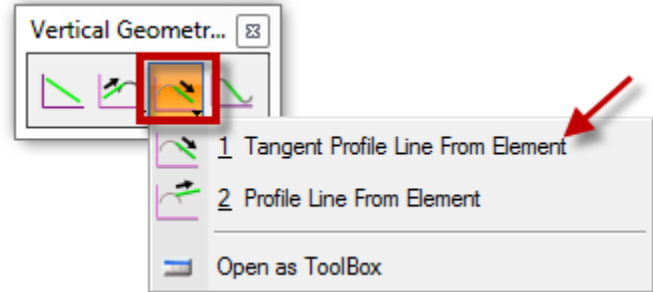 Vertical Geometr...
1 Tangent Profile Line From Element
2 Profile Line From Element
Open as ToolBox